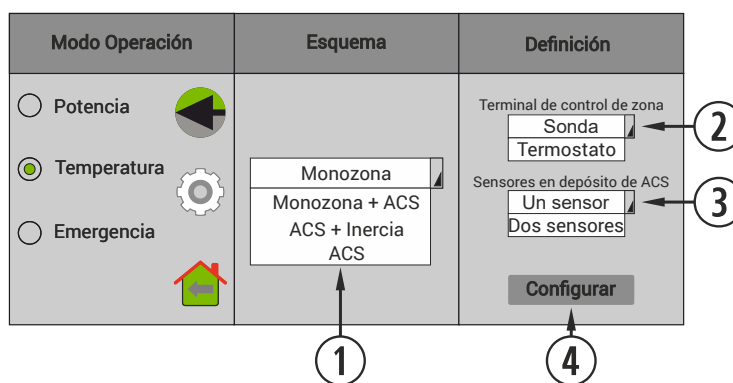 Modo Operación
Esquema
Definición
Potencia
Temperatura
Emergencia
Monozona
Monozona + ACS
ACS + Inercia
ACS
Terminal de control de zona
Sonda
Termostato
Sensores en depósito de ACS
Un sensor
Dos sensores
Configurar
1
2
3
4